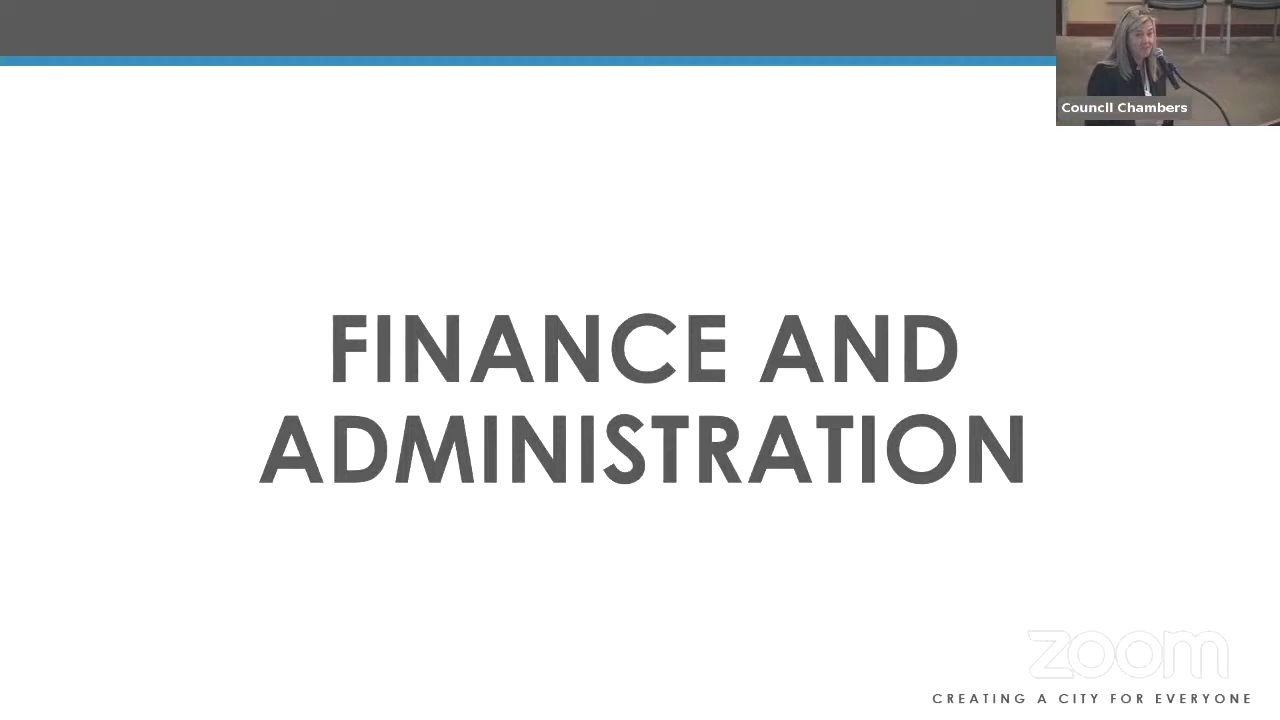 Council Chambers
FINANCE AND
ADMINISTRATION
zoom
CREATING A CITY FOR EVERYONE